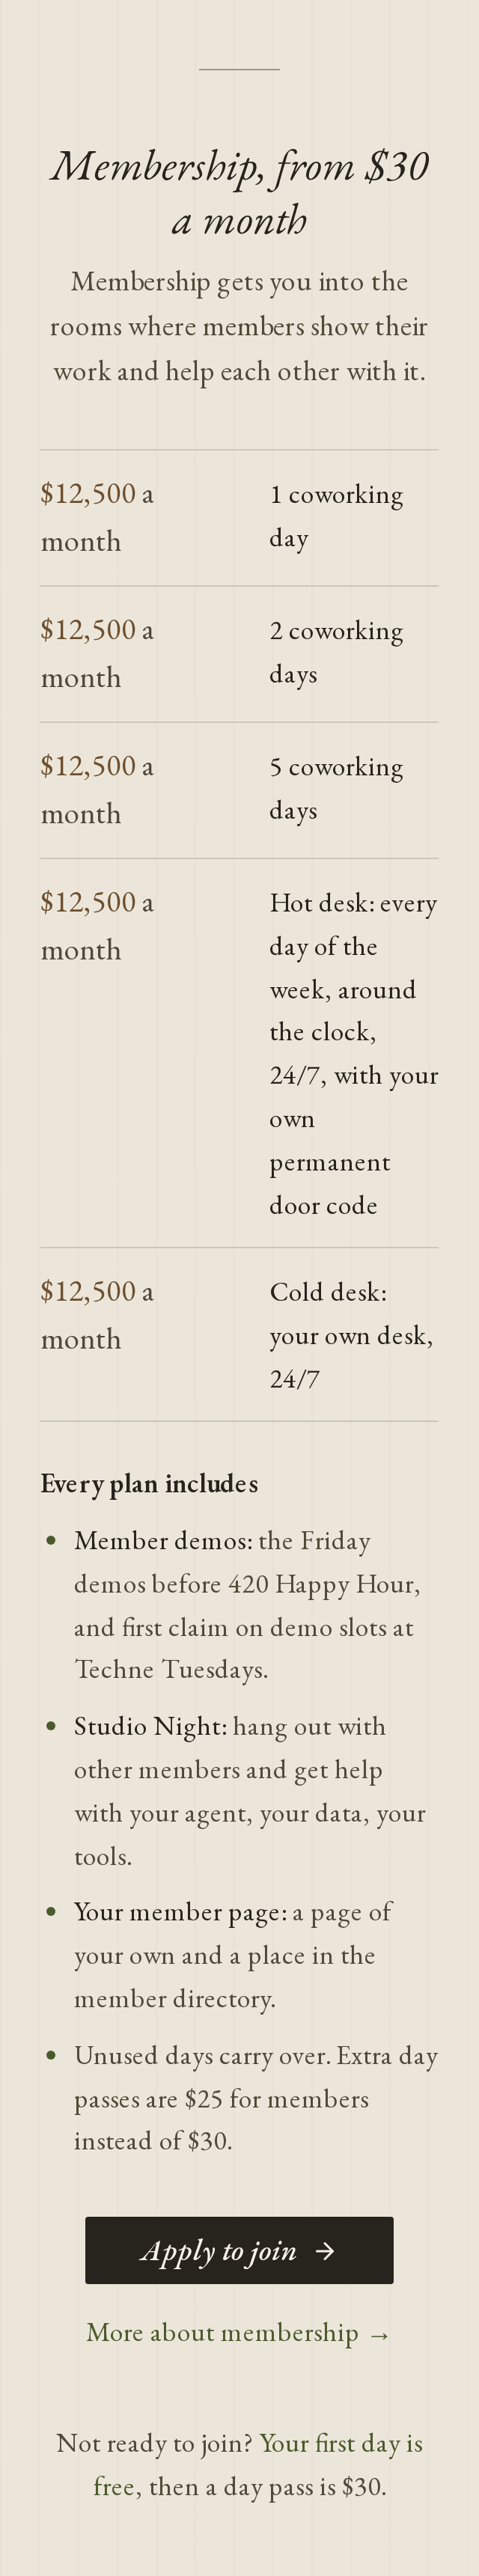 Membership, from $30
a month
Membership gets you into the
rooms where members show their
work and help each other with it.
$12,500 a
month
1 coworking
day
$12,500 a
month
2 coworking
days
$12,500 a
month
5 coworking
days
$12,500 a
month
Hot desk: every
day of the
week, around
the clock,
24/7, with your
own
permanent
door code
$12,500 a
month
Cold desk:
your own desk,
24/7
Every plan includes
• Member demos: the Friday
demos before 420 Happy Hour,
and first claim on demo slots at
Techne Tuesdays.
• Studio Night: hang out with
other members and get help
with your agent, your data, your
tools.
• Your member page: a page of
your own and a place in the
member directory.
• Unused days carry over. Extra day
passes are $25 for members
instead of $30.
Apply to join →
More about membership →
Not ready to join? Your first day is
free, then a day pass is $30.